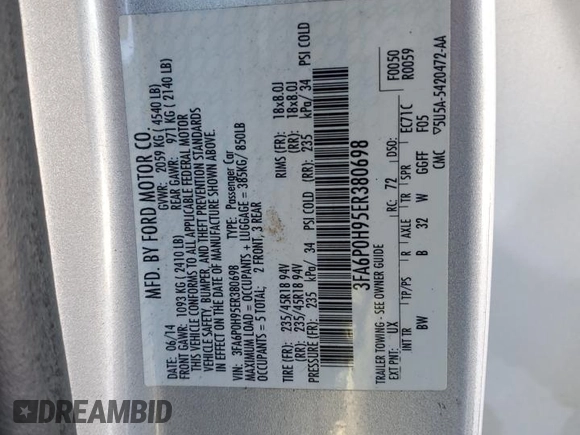 MFD. BY FORD MOTOR CO.
DATE: 06/14 GVWR: 2059 KG ( 4540 LB)
FRONT GAWR: 1093 KG ( 2410 LB) REAR GAWR: 971 KG ( 2140 LB)
THIS VEHICLE CONFORMS TO ALL APPLICABLE FEDERAL MOTOR
VEHICLE SAFETY, BUMPER, AND THEFT PREVENTION STANDARDS
IN EFFECT ON THE DATE OF MANUFACTURE SHOWN ABOVE.
VIN: 3FA6P0H95ER380698 TYPE: Passenger Car
MAXIMUM LOAD = OCCUPANTS + LUGGAGE = 385KG/ 850LB
OCCUPANTS = 5 TOTAL; 2 FRONT, 3 REAR
TIRE (FR): 235/45R18 94V RIMS (FR): 18x8.0J
(RR): 235/45R18 94V (RR): 18x8.0J
PSI COLD (FR): 235 kPa/ 34 PSI COLD (RR): 235 kPa/ 34 PSI COLD
3FA6P0H95ER380698
TRAILER TOWING - SEE OWNER GUIDE F0050
EXT PNT: UX RC: 72 DSO: R0059
INT TR TP/PS R AXLE TR SPR EC71C
BW B 32 W GGFF F05
CMC 5U5A-5420472-AA
DREAMBID
.COM